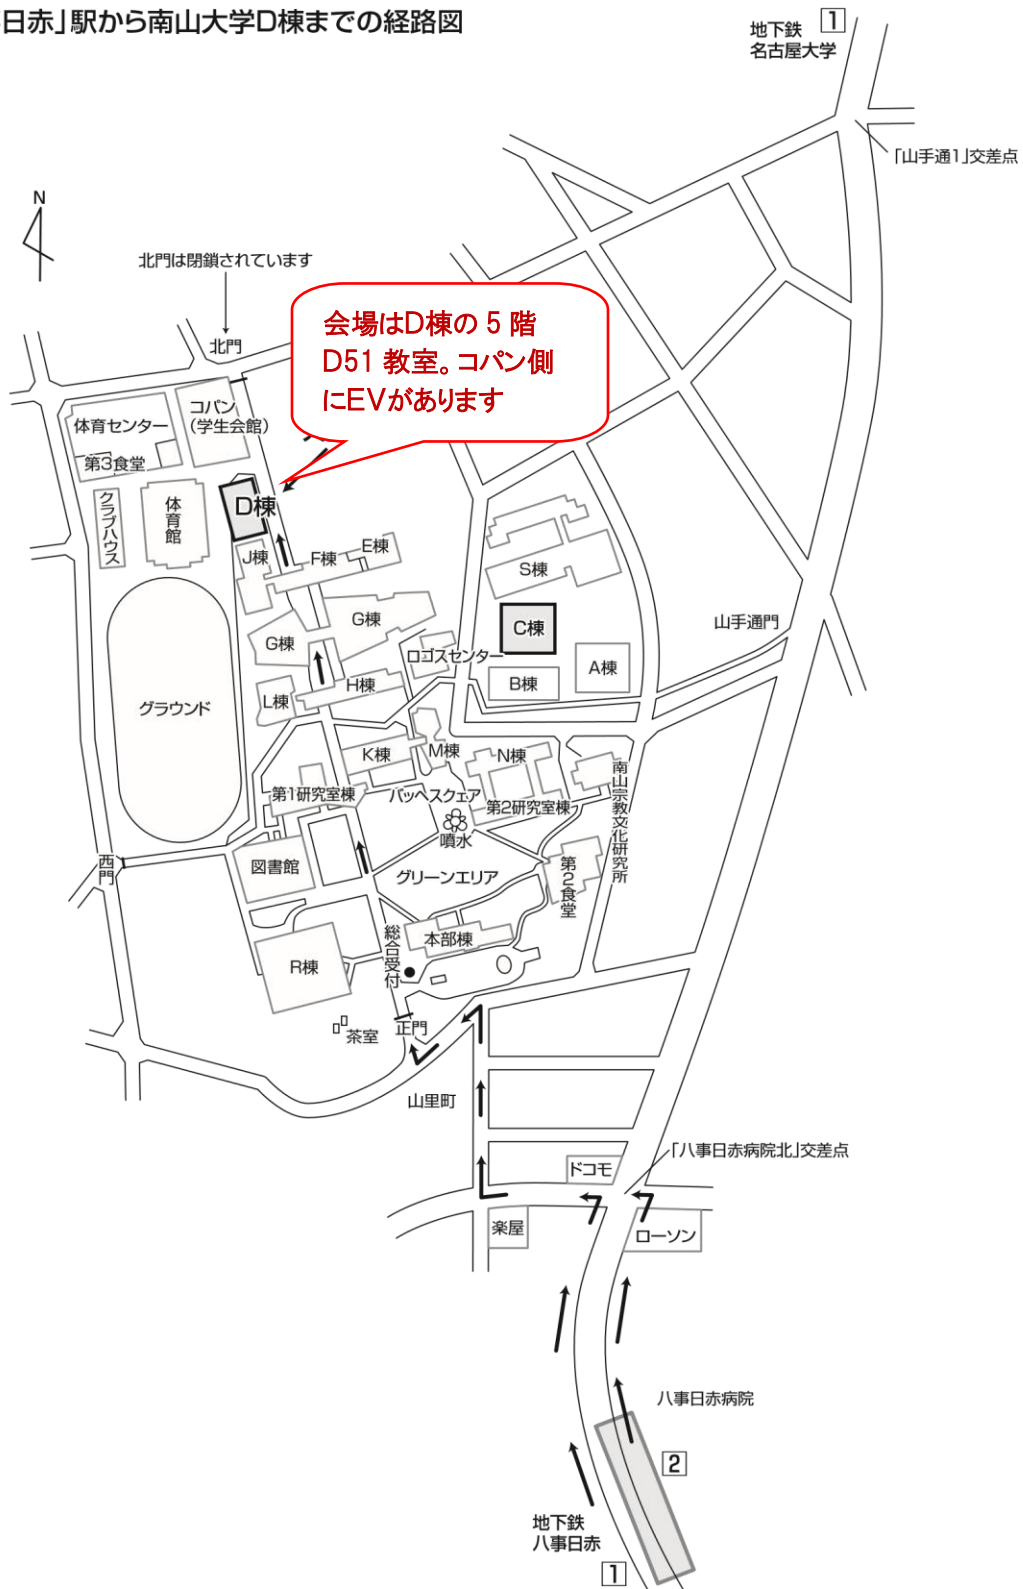 日赤」駅から南山大学D棟までの経路図
地下鉄 1
名古屋大学
「山手通1」交差点
N
北門は閉鎖されています
北門
会場はD棟の 5 階
D51 教室。コパン側
にEVがあります
コパン
(学生会館)
体育センター
第3食堂
クラブハウス
体育館
D棟
J棟
F棟
E棟
S棟
G棟
G棟
C棟
山手通門
ロゴスセンター
A棟
B棟
H棟
L棟
グラウンド
K棟
M棟
N棟
南山宗教文化研究所
第1研究室棟
バッヘスクェア
第2研究室棟
噴水
西門
図書館
グリーンエリア
第2食堂
総合受付
本部棟
R棟
茶室
正門
山里町
「八事日赤病院北」交差点
ドコモ
楽屋
ローソン
八事日赤病院
2
地下鉄
八事日赤
1